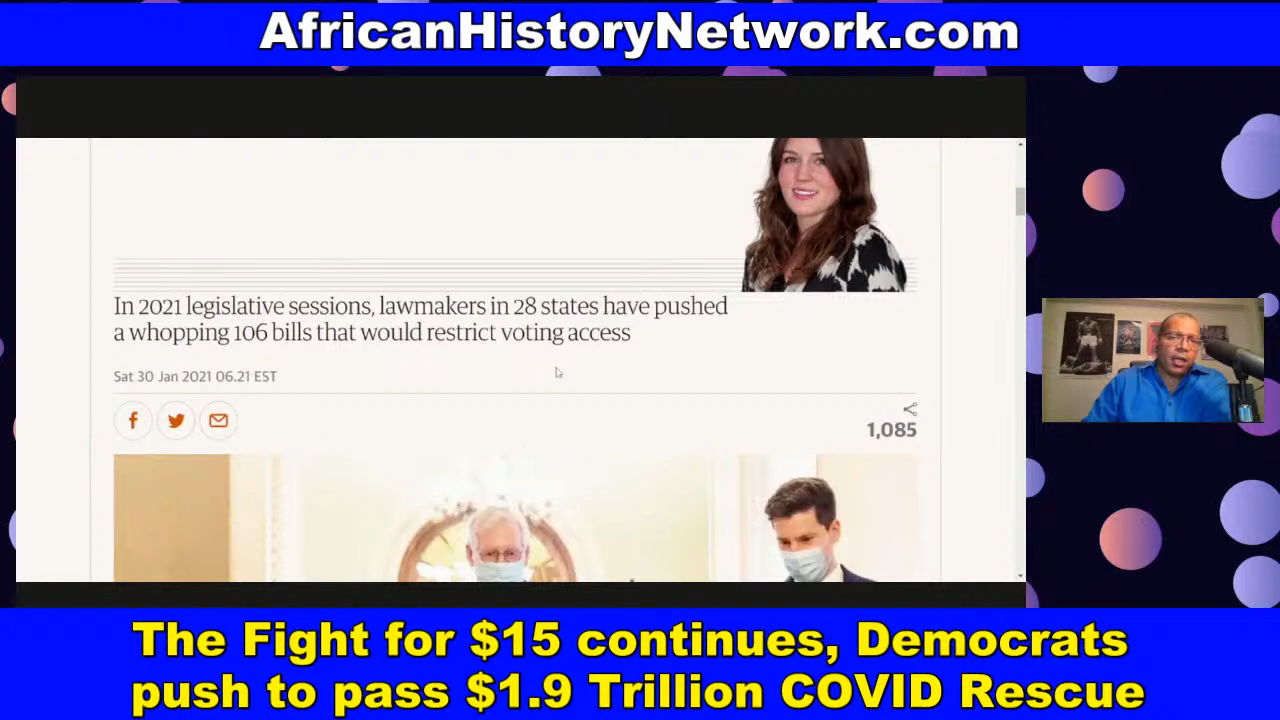 AfricanHistoryNetwork.com
In 2021 legislative sessions, lawmakers in 28 states have pushed
a whopping 106 bills that would restrict voting access
Sat 30 Jan 2021 06.21 EST
1,085
The Fight for $15 continues, Democrats
push to pass $1.9 Trillion COVID Rescue